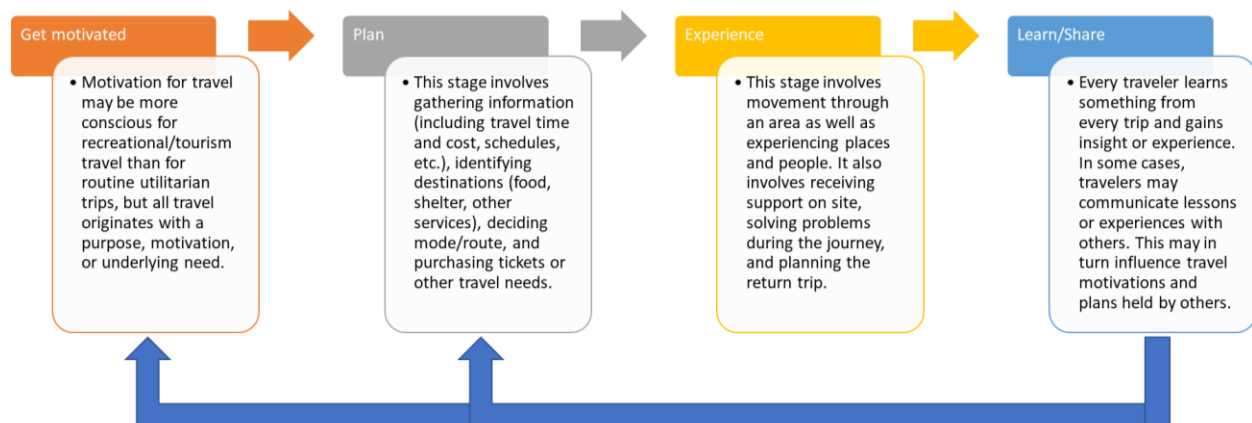 Get motivated
• Motivation for travel
may be more
conscious for
recreational/tourism
travel than for
routine utilitarian
trips, but all travel
originates with a
purpose, motivation,
or underlying need.
Plan
• This stage involves
gathering information
(including travel time
and cost, schedules,
etc.), identifying
destinations (food,
shelter, other
services), deciding
mode/route, and
purchasing tickets or
other travel needs.
Experience
• This stage involves
movement through
an area as well as
experiencing places
and people. It also
involves receiving
support on site,
solving problems
during the journey,
and planning the
return trip.
Learn/Share
• Every traveler learns
something from
every trip and gains
insight or experience.
In some cases,
travelers may
communicate lessons
or experiences with
others. This may in
turn influence travel
motivations and
plans held by others.